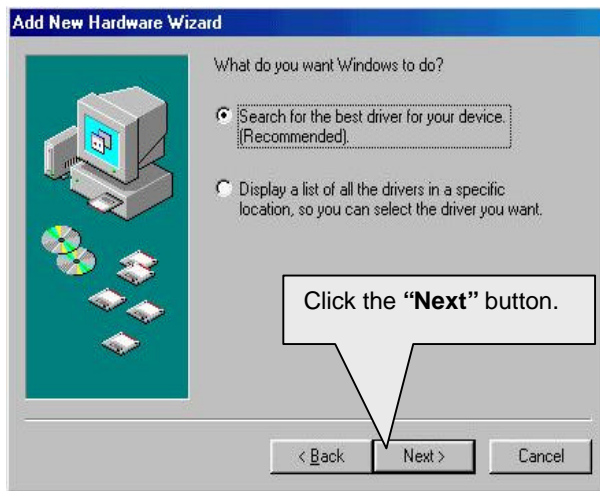 Add New Hardware Wizard
What do you want Windows to do?
Search for the best driver for your device.
(Recommended).
Display a list of all the drivers in a specific
location, so you can select the driver you want.
Click the “Next” button.
< Back
Next >
Cancel